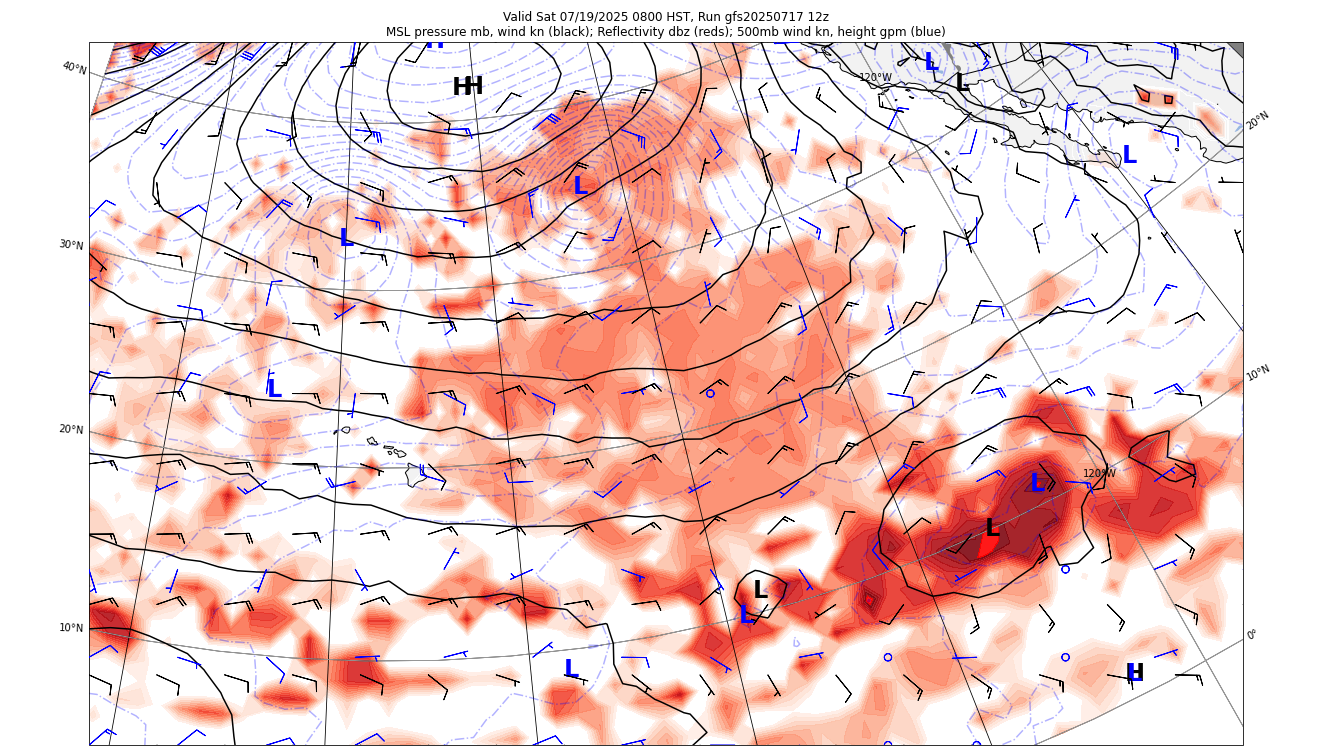 Valid Sat 07/19/2025 0800 HST, Run gfs20250717 12z
MSL pressure mb, wind kn (black); Reflectivity dbz (reds); 500mb wind kn, height gpm (blue)
H
L
40°N
120°W
HH
L
20°N
L
L
L
30°N
10°N
L
20°N
120°W
L
L
L
10°N
L
0°
L
H
L